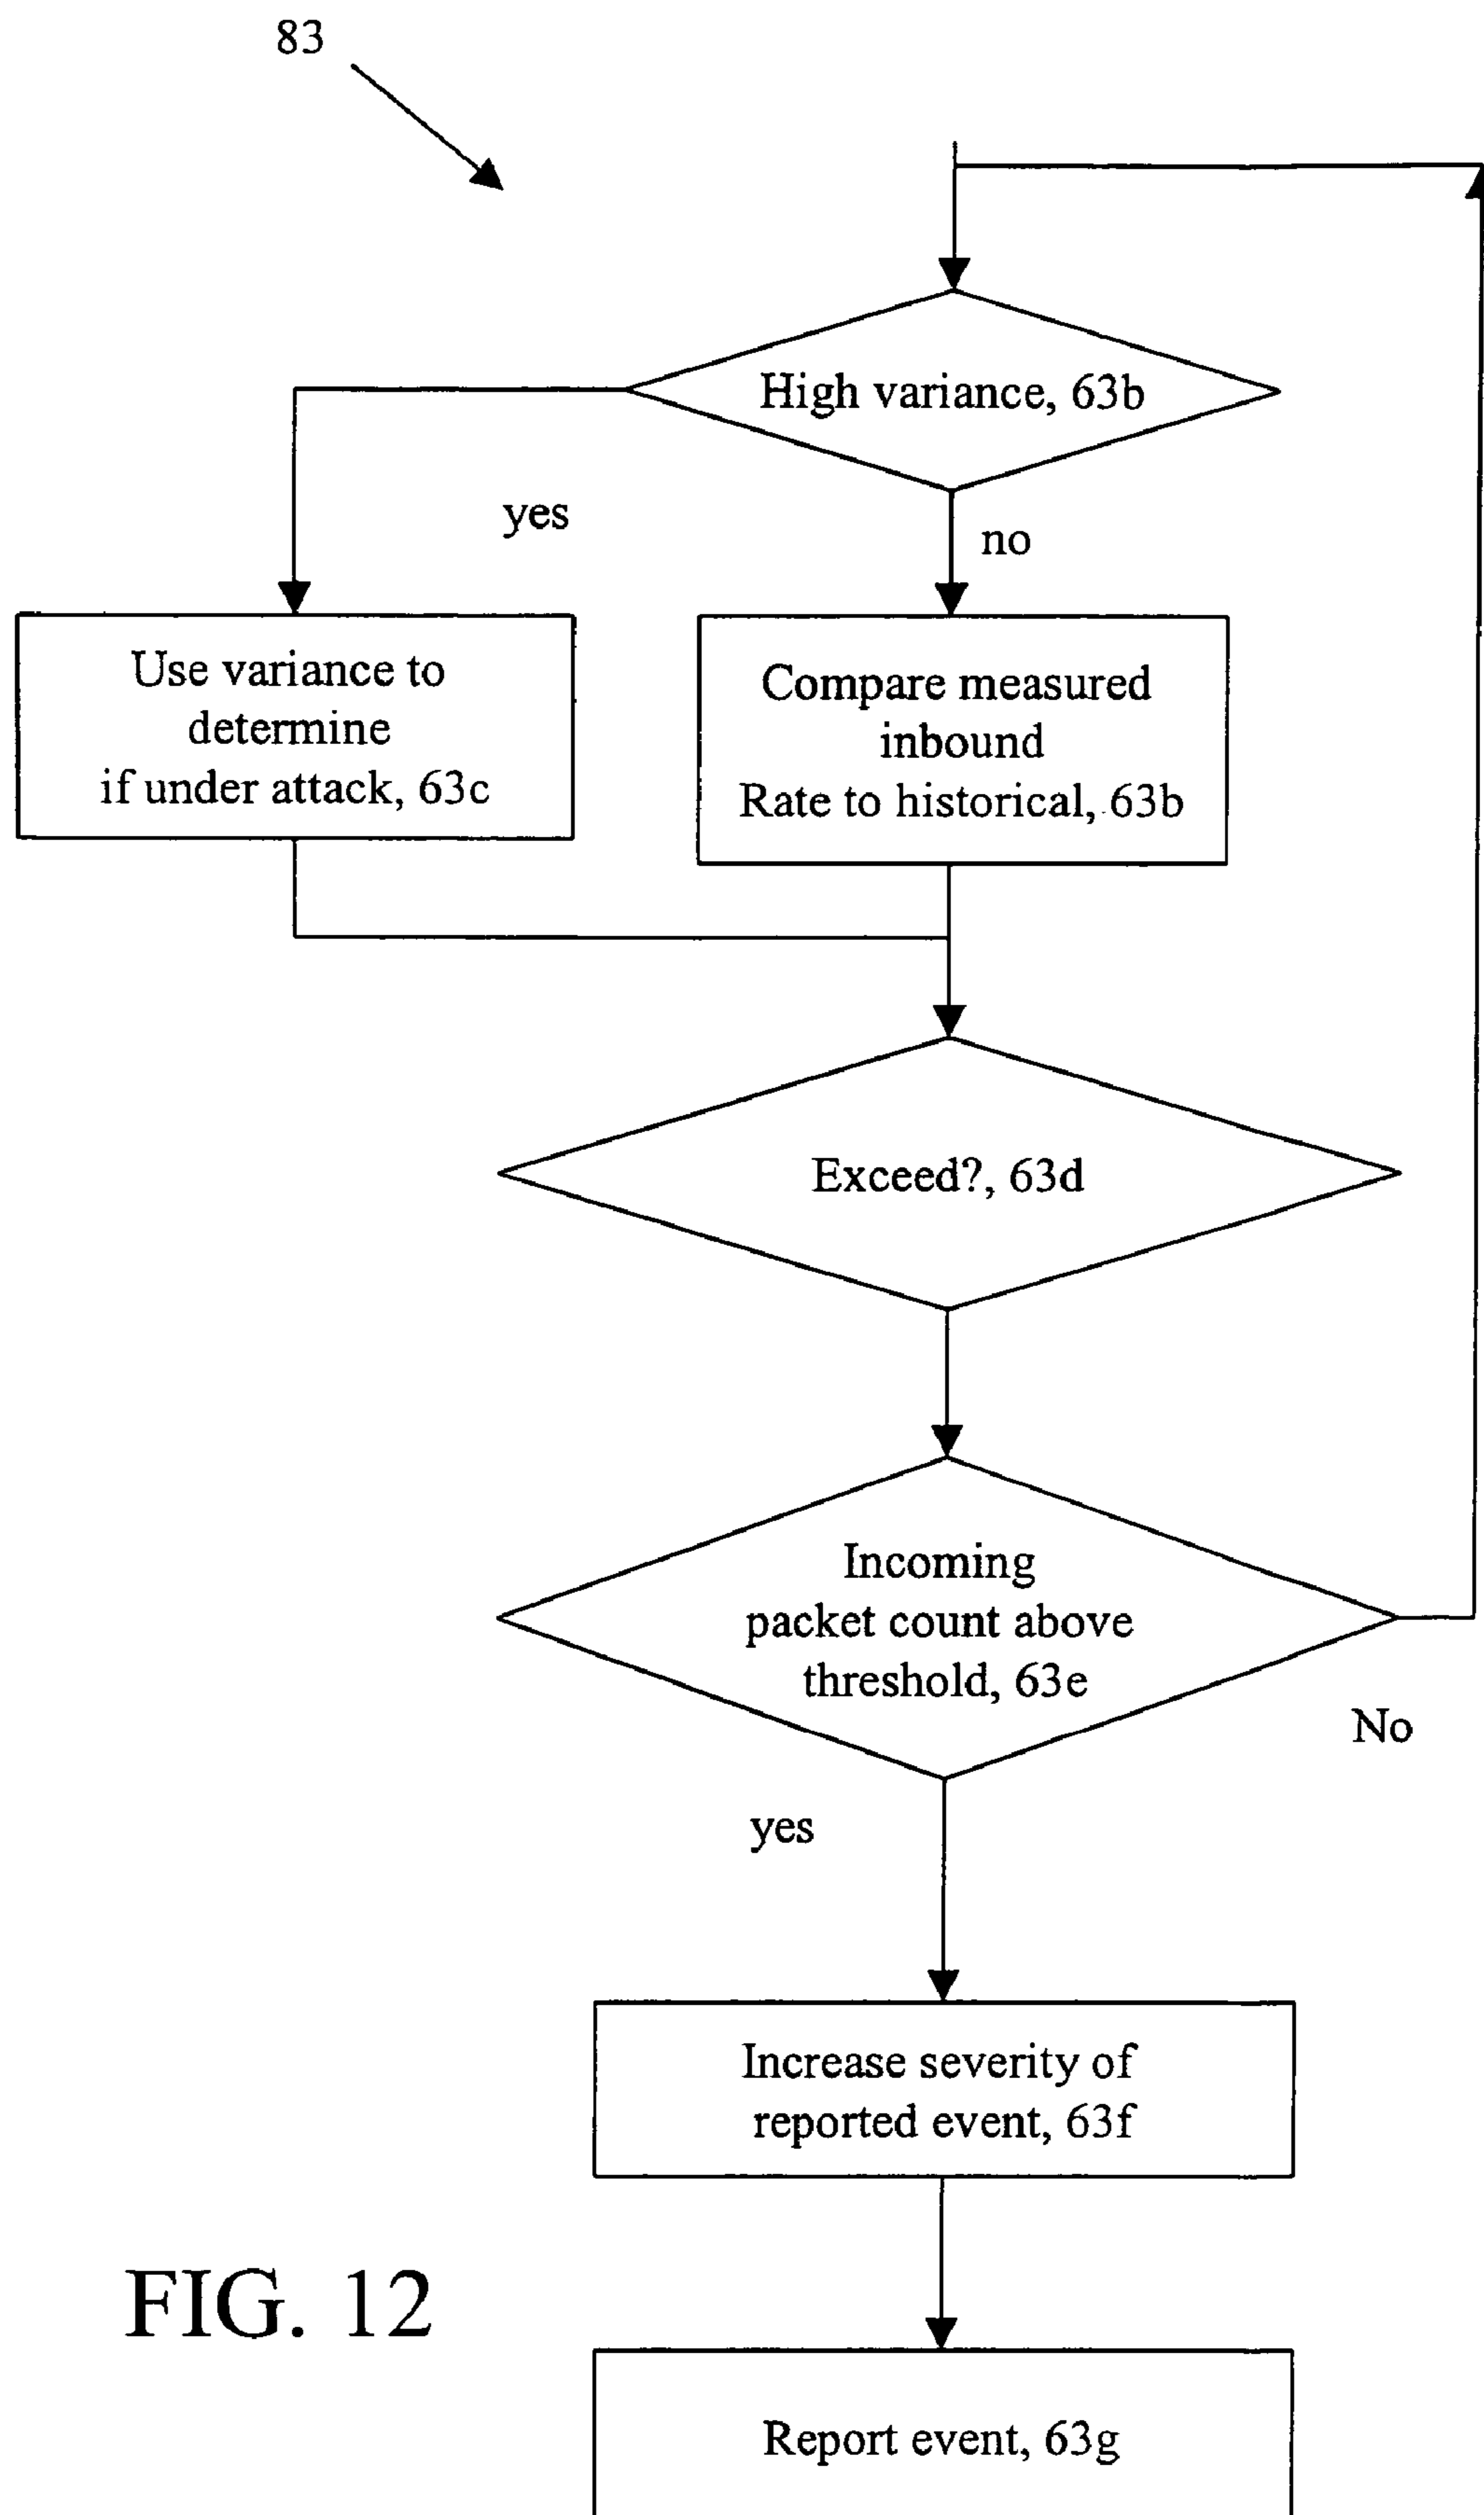 83
High variance, 63b
yes
no
Use variance to
determine
if under attack, 63c
Compare measured
inbound
Rate to historical, 63b
Exceed?, 63d
Incoming
packet count above
threshold, 63e
No
yes
Increase severity of
reported event, 63f
FIG. 12
Report event, 63g